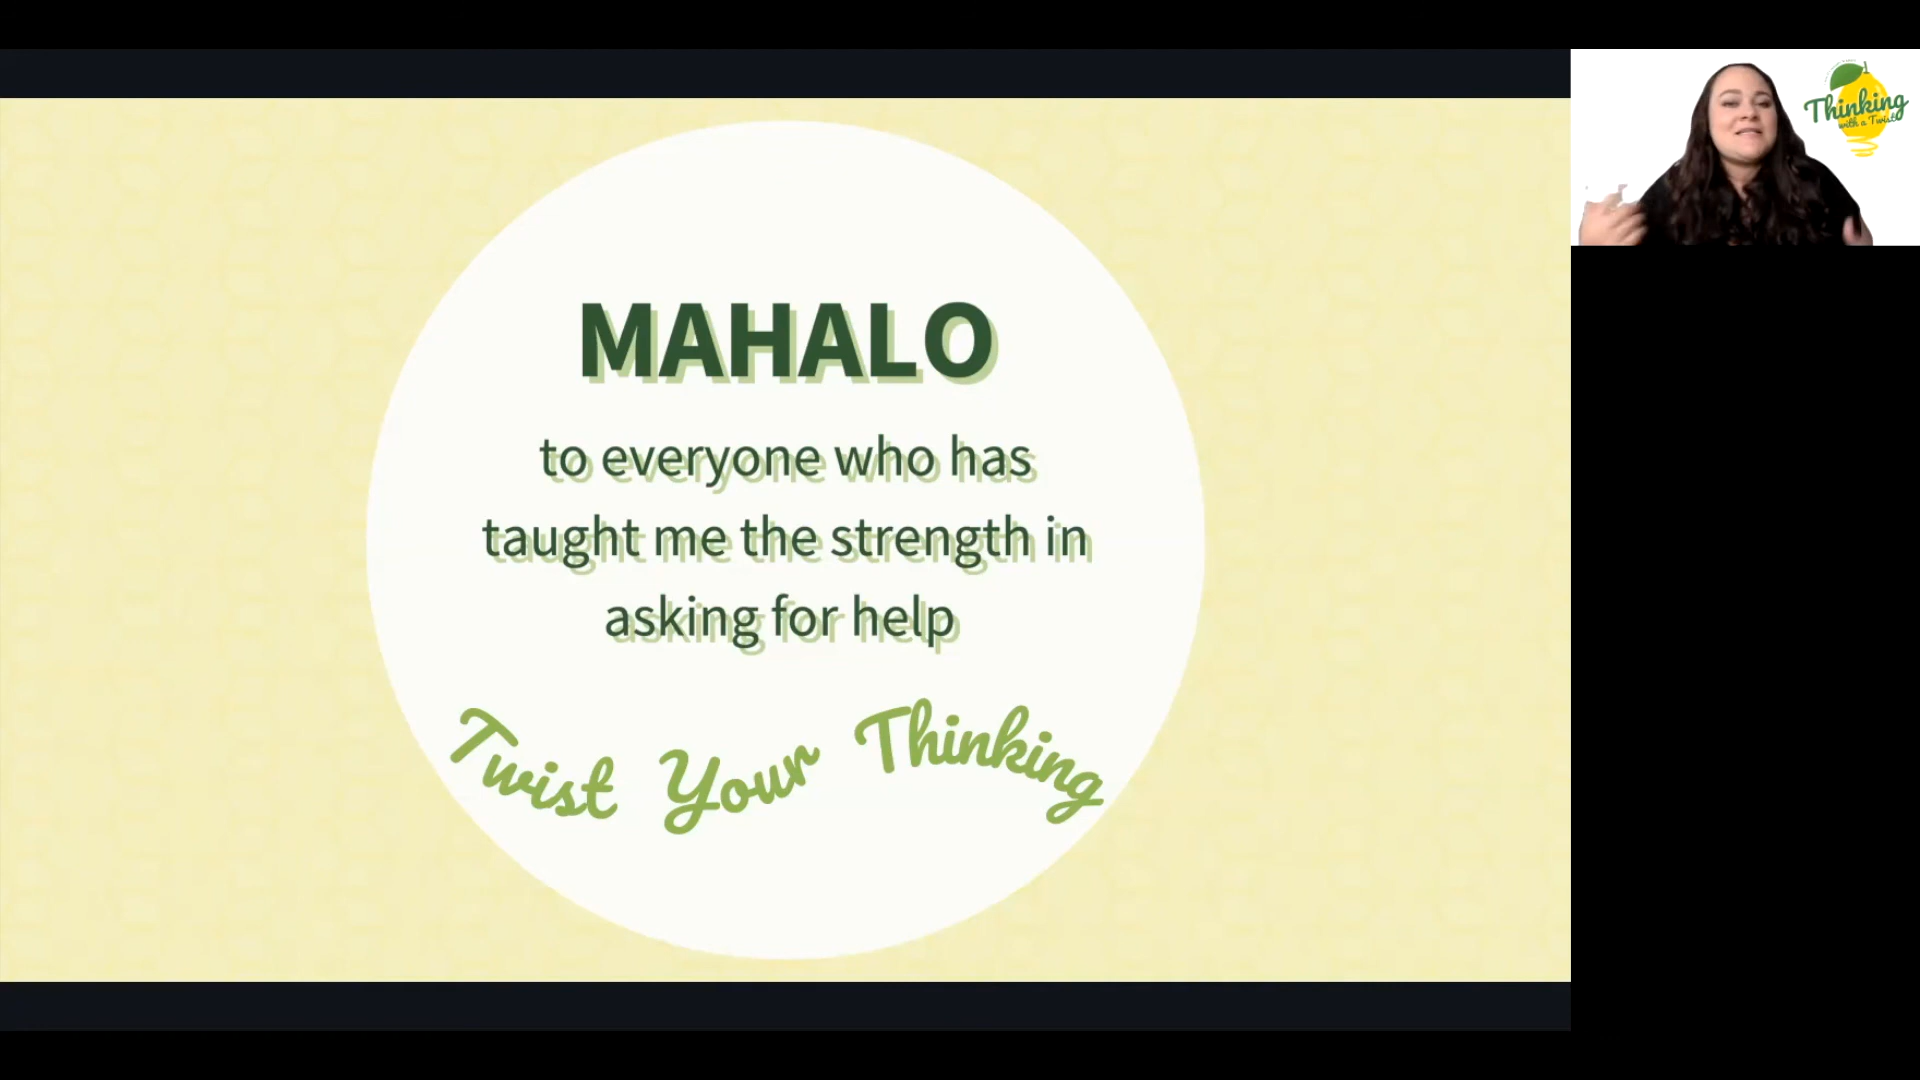 MAHALO
to everyone who has
taught me the strength in
asking for help
Twist Your Thinking
Thinking
with a Twist